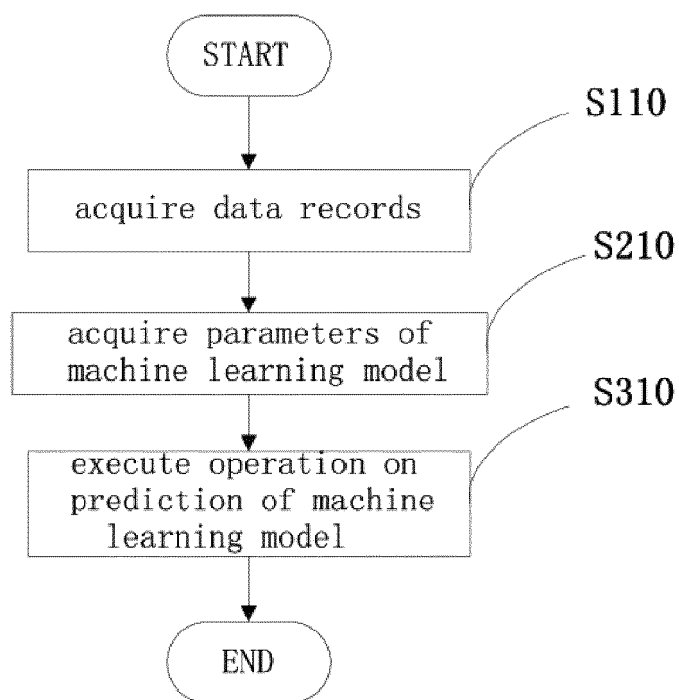 START
S110
acquire data records
S210
acquire parameters of
machine learning model
S310
execute operation on
prediction of machine
learning model
END